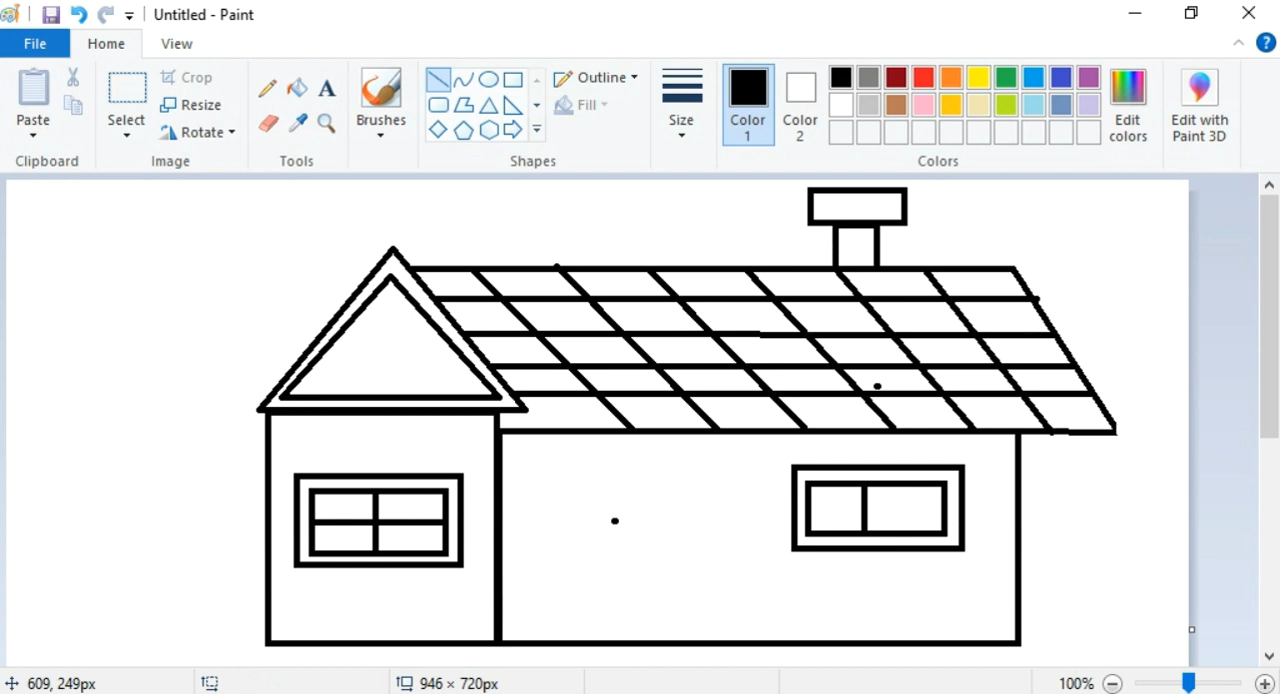 Untitled - Paint
File Home View
Paste Select Crop Resize Rotate A Brushes Outline Fill Size Color 1 Color 2 Edit colors Edit with Paint 3D
Clipboard Image Tools Shapes Colors
609, 249px 946 × 720px 100%